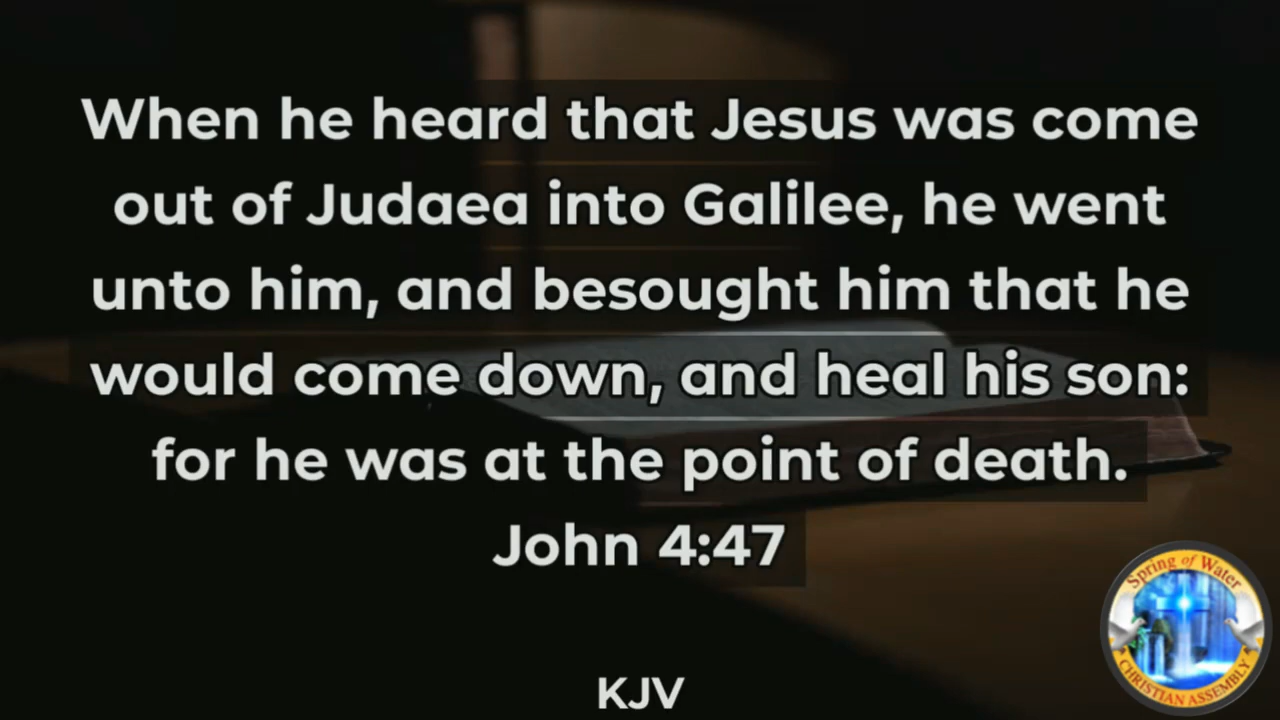 When he heard that Jesus was come
out of Judaea into Galilee, he went
unto him, and besought him that he
would come down, and heal his son:
for he was at the point of death.
John 4:47
KJV
Spring of Water
CHRISTIAN ASSEMBLY